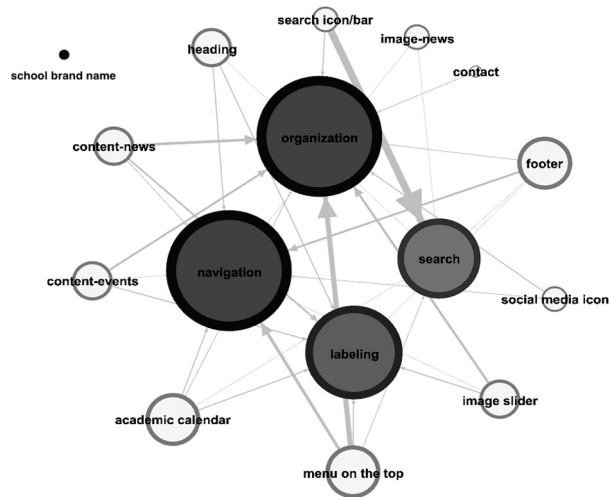 search icon/bar
image-news
heading
contact
school brand name
organization
content-news
footer
search
navigation
content-events
social media icon
labeling
image slider
academic calendar
menu on the top